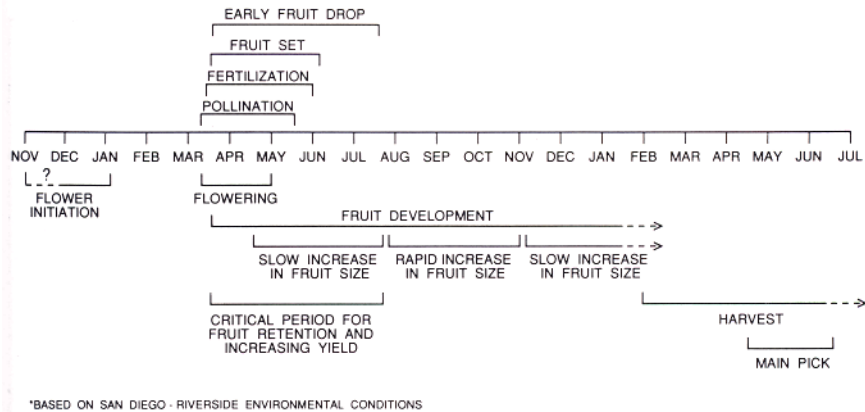 EARLY FRUIT DROP
FRUIT SET
FERTILIZATION
POLLINATION
NOV DEC JAN FEB MAR APR MAY JUN JUL AUG SEP OCT NOV DEC JAN FEB MAR APR MAY JUN JUL
?
FLOWER
INITIATION
FLOWERING
FRUIT DEVELOPMENT
SLOW INCREASE
IN FRUIT SIZE
RAPID INCREASE
IN FRUIT SIZE
SLOW INCREASE
IN FRUIT SIZE
CRITICAL PERIOD FOR
FRUIT RETENTION AND
INCREASING YIELD
HARVEST
MAIN PICK
*BASED ON SAN DIEGO - RIVERSIDE ENVIRONMENTAL CONDITIONS